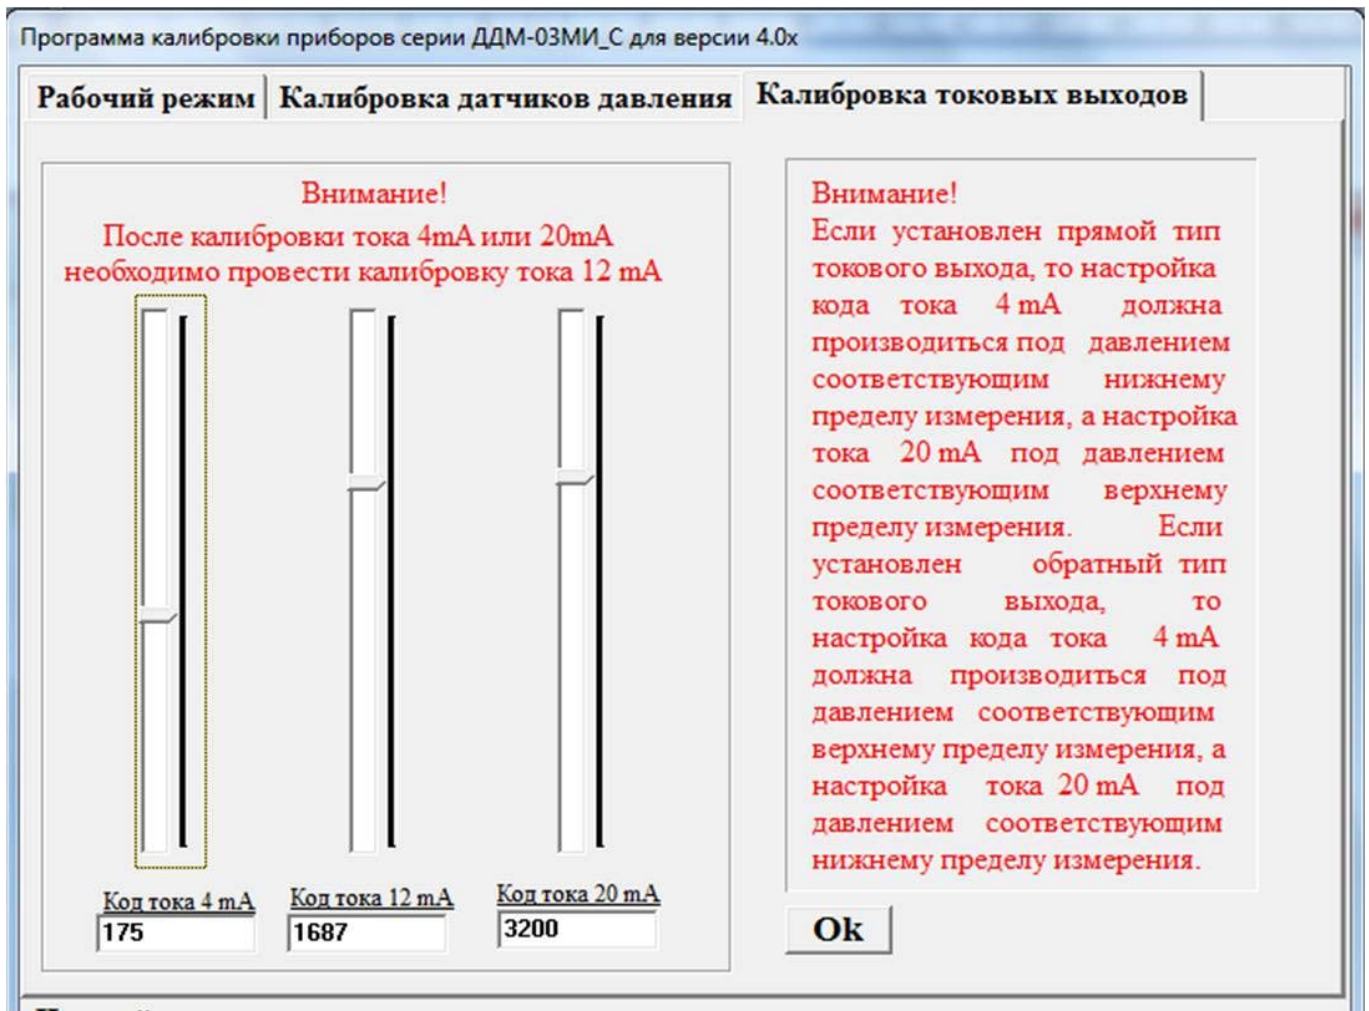 Программа калибровки приборов серии ДДМ-03МИ_С для версии 4.0x
Рабочий режим
Калибровка датчиков давления
Калибровка токовых выходов
Внимание!
После калибровки тока 4mA или 20mA
необходимо провести калибровку тока 12 mA
Код тока 4 mA
175
Код тока 12 mA
1687
Код тока 20 mA
3200
Внимание!
Если установлен прямой тип
токового выхода, то настройка
кода тока 4 mA должна
производиться под давлением
соответствующим нижнему
пределу измерения, а настройка
тока 20 mA под давлением
соответствующим верхнему
пределу измерения. Если
установлен обратный тип
токового выхода, то
настройка кода тока 4 mA
должна производиться под
давлением соответствующим
верхнему пределу измерения, а
настройка тока 20 mA под
давлением соответствующим
нижнему пределу измерения.
Ok